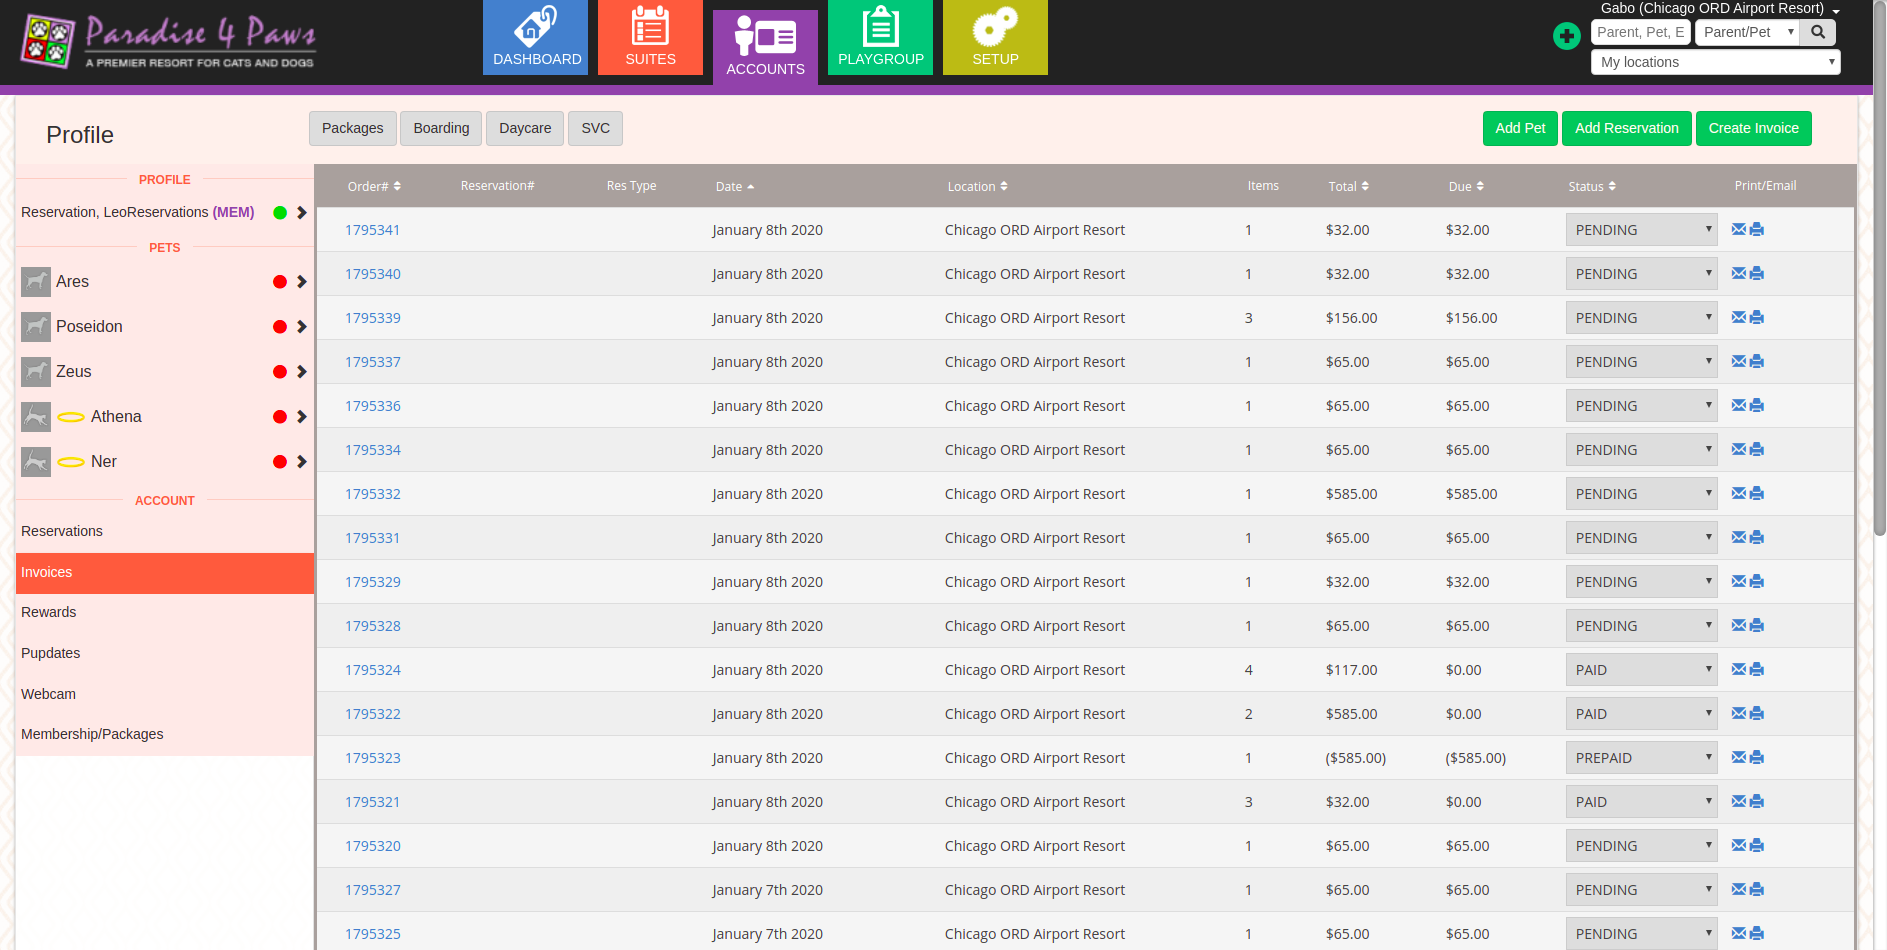 Paradise 4 Paws
A PREMIER RESORT FOR CATS AND DOGS
DASHBOARD
SUITES
ACCOUNTS
PLAYGROUP
SETUP
Gabo (Chicago ORD Airport Resort)
Parent, Pet, E Parent/Pet
My locations
Profile
Packages Boarding Daycare SVC
Add Pet Add Reservation Create Invoice
PROFILE
Reservation, LeoReservations (MEM)
PETS
Ares
Poseidon
Zeus
Athena
Ner
ACCOUNT
Reservations
Invoices
Rewards
Pupdates
Webcam
Membership/Packages
Order# Reservation# Res Type Date Location Items Total Due Status Print/Email
1795341 January 8th 2020 Chicago ORD Airport Resort 1 $32.00 $32.00 PENDING
1795340 January 8th 2020 Chicago ORD Airport Resort 1 $32.00 $32.00 PENDING
1795339 January 8th 2020 Chicago ORD Airport Resort 3 $156.00 $156.00 PENDING
1795337 January 8th 2020 Chicago ORD Airport Resort 1 $65.00 $65.00 PENDING
1795336 January 8th 2020 Chicago ORD Airport Resort 1 $65.00 $65.00 PENDING
1795334 January 8th 2020 Chicago ORD Airport Resort 1 $65.00 $65.00 PENDING
1795332 January 8th 2020 Chicago ORD Airport Resort 1 $585.00 $585.00 PENDING
1795331 January 8th 2020 Chicago ORD Airport Resort 1 $65.00 $65.00 PENDING
1795329 January 8th 2020 Chicago ORD Airport Resort 1 $32.00 $32.00 PENDING
1795328 January 8th 2020 Chicago ORD Airport Resort 1 $65.00 $65.00 PENDING
1795324 January 8th 2020 Chicago ORD Airport Resort 4 $117.00 $0.00 PAID
1795322 January 8th 2020 Chicago ORD Airport Resort 2 $585.00 $0.00 PAID
1795323 January 8th 2020 Chicago ORD Airport Resort 1 ($585.00) ($585.00) PREPAID
1795321 January 8th 2020 Chicago ORD Airport Resort 3 $32.00 $0.00 PAID
1795320 January 8th 2020 Chicago ORD Airport Resort 1 $65.00 $65.00 PENDING
1795327 January 7th 2020 Chicago ORD Airport Resort 1 $65.00 $65.00 PENDING
1795325 January 7th 2020 Chicago ORD Airport Resort 1 $65.00 $65.00 PENDING